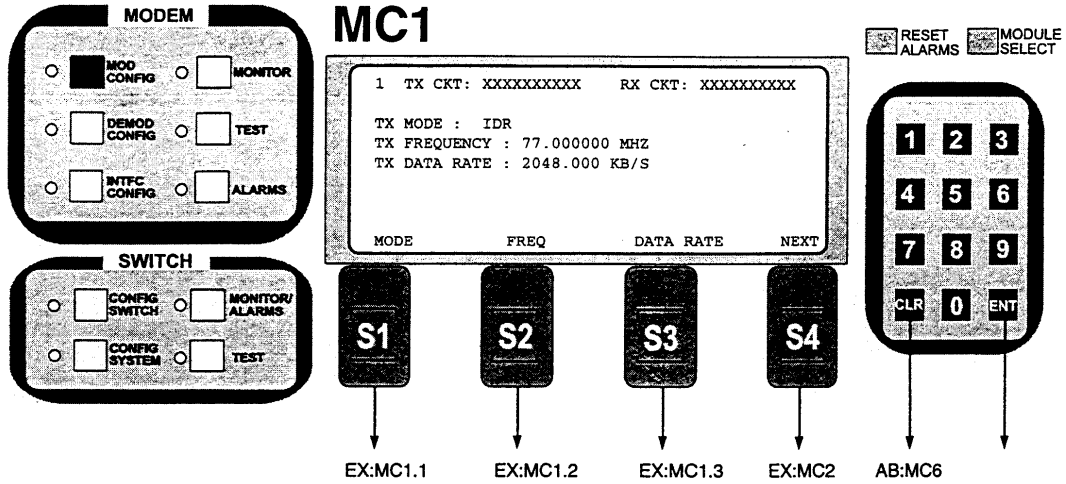 MODEM
MOD CONFIG
MONITOR
DEMOD CONFIG
TEST
INTFC CONFIG
ALARMS
SWITCH
CONFIG SWITCH
MONITOR/ ALARMS
CONFIG SYSTEM
TEST
MC1
1 TX CKT: XXXXXXXXXX RX CKT: XXXXXXXXXX
TX MODE : IDR
TX FREQUENCY : 77.000000 MHZ
TX DATA RATE : 2048.000 KB/S
MODE FREQ DATA RATE NEXT
S1 S2 S3 S4
EX:MC1.1 EX:MC1.2 EX:MC1.3 EX:MC2
RESET ALARMS
MODULE SELECT
1 2 3
4 5 6
7 8 9
CLR 0 ENT
AB:MC6